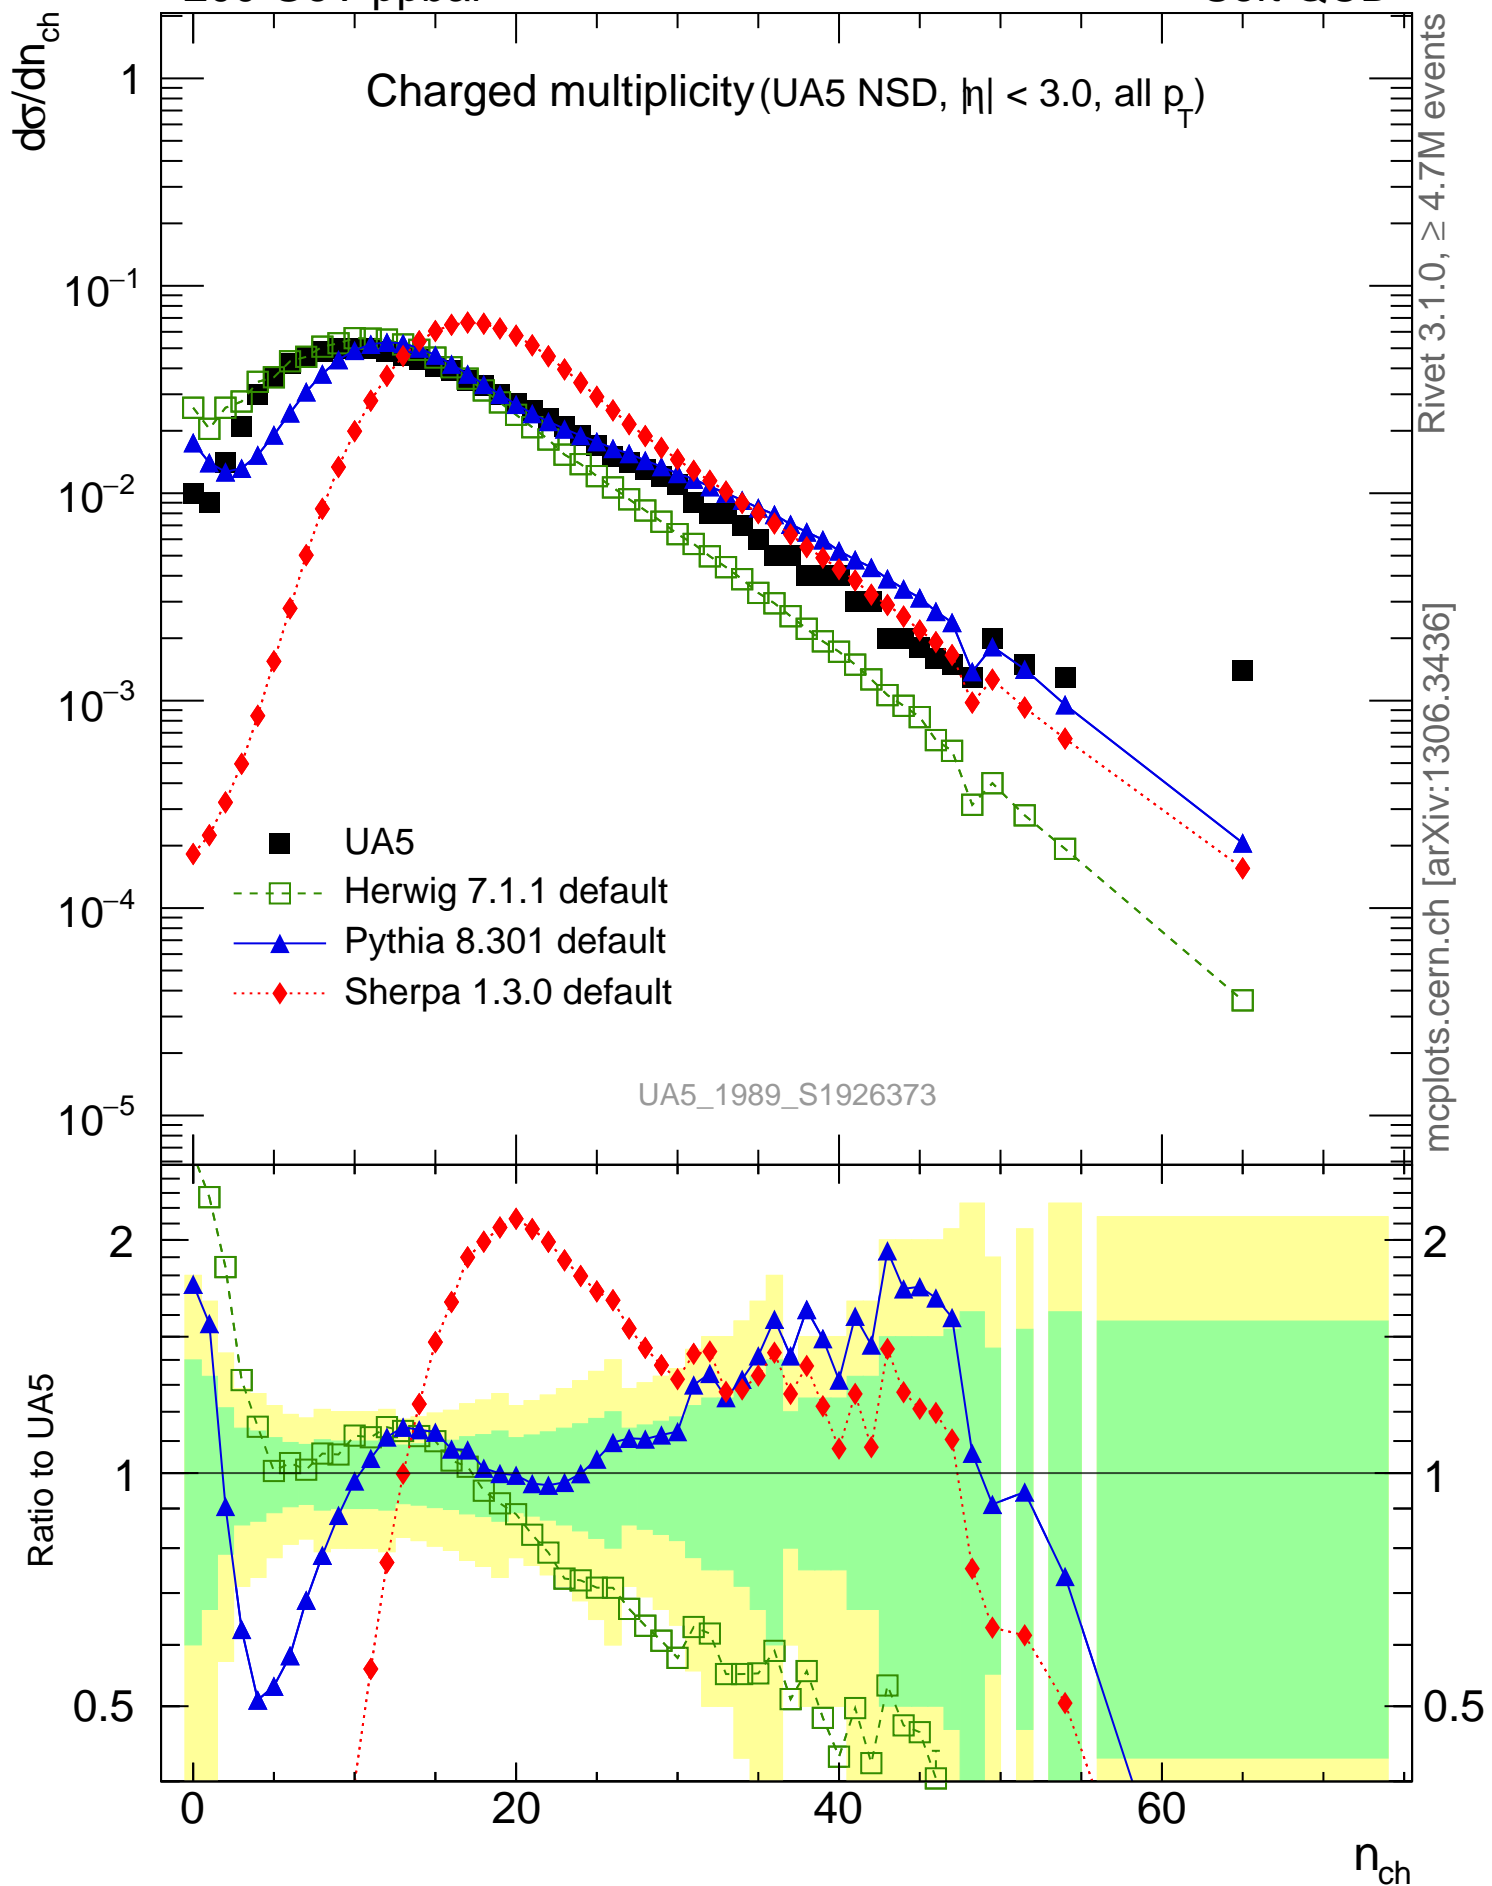 dσ/dn_ch
Charged multiplicity (UA5 NSD, |η| < 3.0, all p_T)
1
10⁻¹
10⁻²
10⁻³
10⁻⁴
10⁻⁵
UA5
Herwig 7.1.1 default
Pythia 8.301 default
Sherpa 1.3.0 default
UA5_1989_S1926373
Rivet 3.1.0, ≥ 4.7M events
mcplots.cern.ch [arXiv:1306.3436]
Ratio to UA5
2
1
0.5
2
1
0.5
0 20 40 60
n_ch